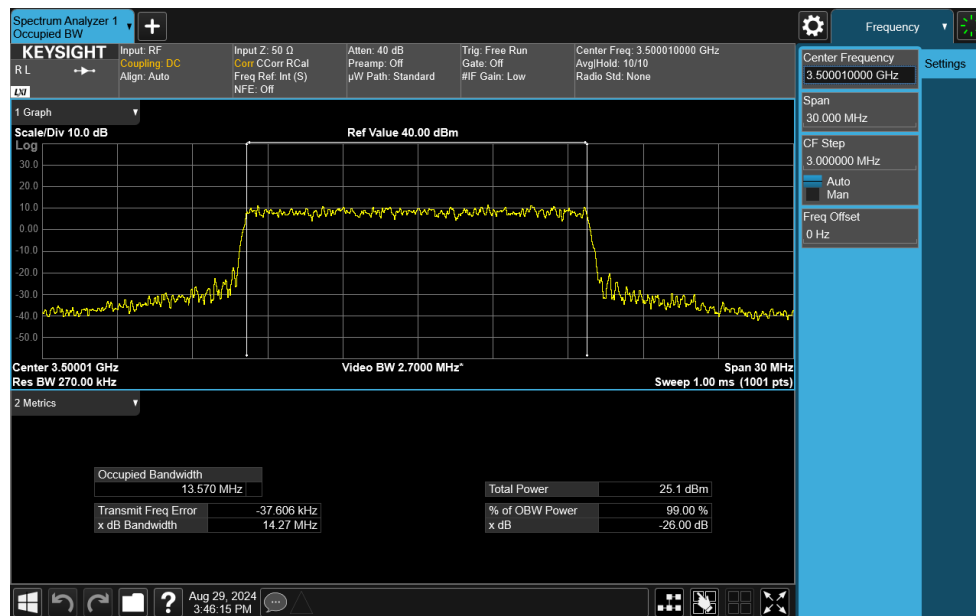 Spectrum Analyzer 1
Occupied BW
+
Frequency
KEYSIGHT
R L
LXI
Input: RF
Coupling: DC
Align: Auto
Input Z: 50 Ω
Corr CCorr RCal
Freq Ref: Int (S)
NFE: Off
Atten: 40 dB
Preamp: Off
µW Path: Standard
Trig: Free Run
Gate: Off
#IF Gain: Low
Center Freq: 3.500010000 GHz
Avg|Hold: 10/10
Radio Std: None
Center Frequency
3.500010000 GHz
Settings
Span
30.000 MHz
CF Step
3.000000 MHz
Auto
Man
Freq Offset
0 Hz
1 Graph
Scale/Div 10.0 dB
Ref Value 40.00 dBm
Log
30.0
20.0
10.0
0.00
-10.0
-20.0
-30.0
-40.0
-50.0
Center 3.50001 GHz
Video BW 2.7000 MHz*
Span 30 MHz
Res BW 270.00 kHz
Sweep 1.00 ms (1001 pts)
2 Metrics
Occupied Bandwidth
13.570 MHz
Total Power 25.1 dBm
Transmit Freq Error -37.606 kHz
% of OBW Power 99.00 %
x dB Bandwidth 14.27 MHz
x dB -26.00 dB
?
Aug 29, 2024
3:46:15 PM